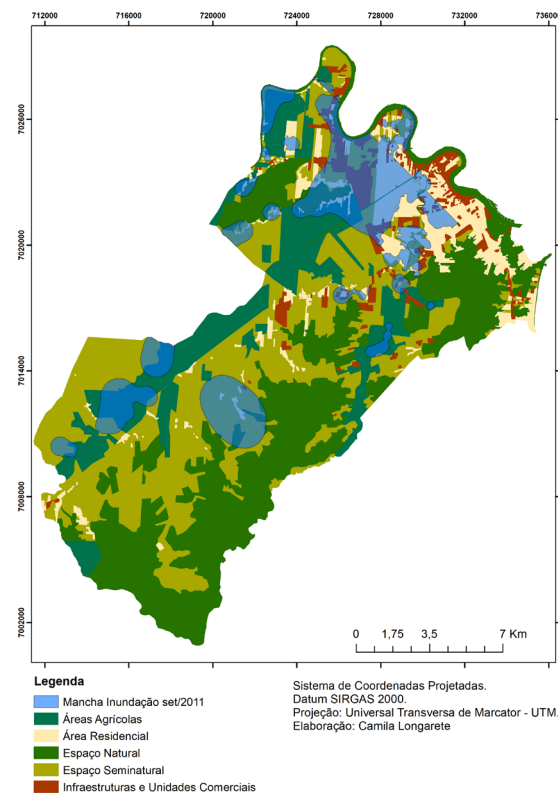 712000 716000 720000 724000 728000 732000 736000
7026000
7020000
7014000
7008000
7002000
0 1,75 3,5 7 Km
Legenda
Mancha Inundação set/2011
Áreas Agrícolas
Área Residencial
Espaço Natural
Espaço Seminatural
Infraestruturas e Unidades Comerciais
Sistema de Coordenadas Projetadas.
Datum SIRGAS 2000.
Projeção: Universal Transversa de Marcator - UTM.
Elaboração: Camila Longarete